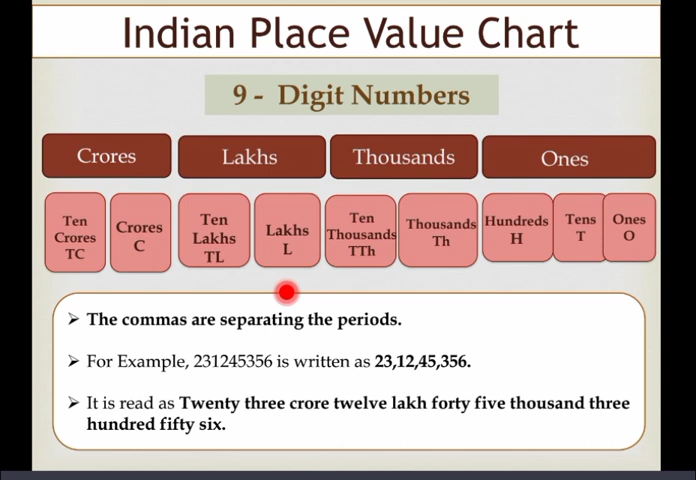 Indian Place Value Chart
9 - Digit Numbers
Crores Lakhs Thousands Ones
Ten Crores TC
Crores C
Ten Lakhs TL
Lakhs L
Ten Thousands TTh
Thousands Th
Hundreds H
Tens T
Ones O
The commas are separating the periods.
For Example, 231245356 is written as 23,12,45,356.
It is read as Twenty three crore twelve lakh forty five thousand three
hundred fifty six.